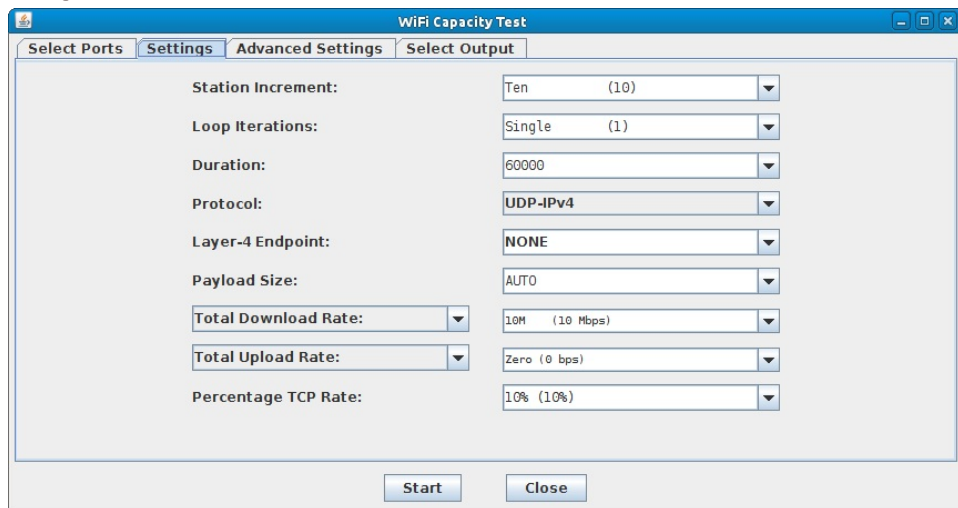 WiFi Capacity Test
Select Ports Settings Advanced Settings Select Output
Station Increment: Ten (10)
Loop Iterations: Single (1)
Duration: 60000
Protocol: UDP-IPv4
Layer-4 Endpoint: NONE
Payload Size: AUTO
Total Download Rate: 10M (10 Mbps)
Total Upload Rate: Zero (0 bps)
Percentage TCP Rate: 10% (10%)
Start Close